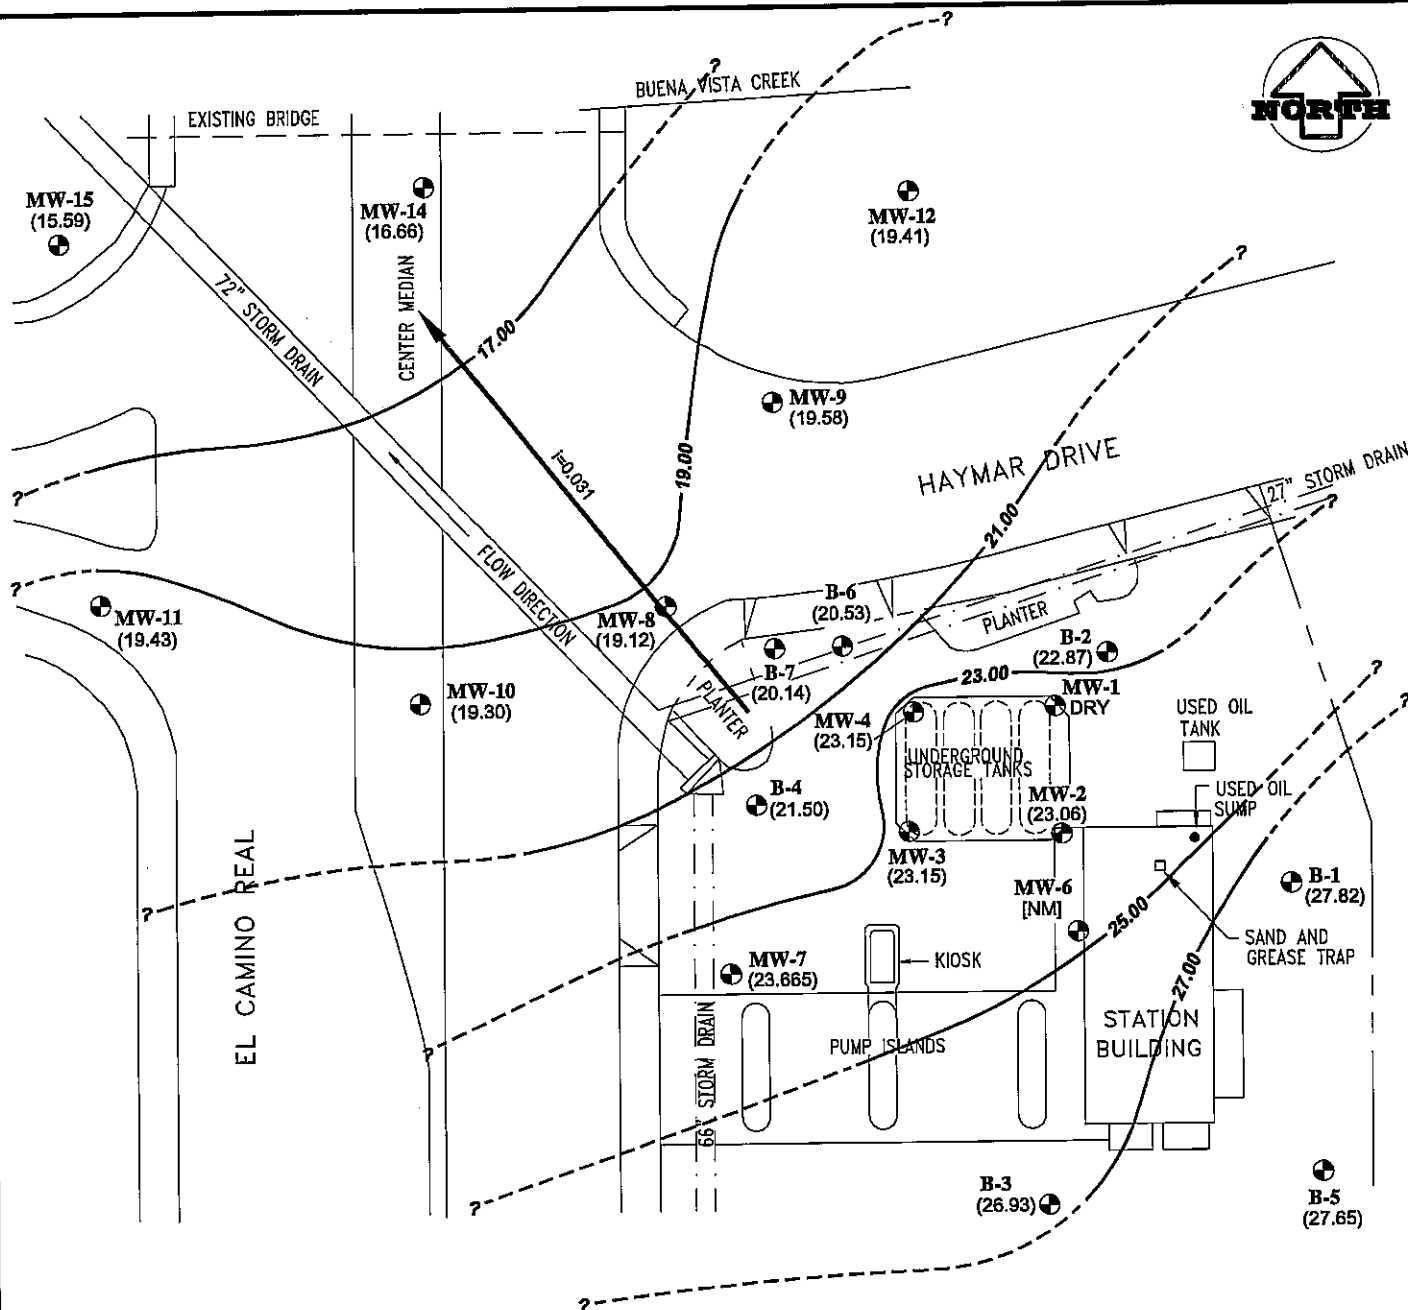 ?
?
BUENA VISTA CREEK
EXISTING BRIDGE
NORTH
MW-15
(15.59)
MW-14
(16.66)
MW-12
(19.41)
?
CENTER MEDIAN
72" STORM DRAIN
17.00
MW-9
(19.58)
i=0.031
19.00
HAYMAR DRIVE
27" STORM DRAIN
?
?
21.00
FLOW DIRECTION
?
MW-11
(19.43)
MW-8
(19.12)
B-6
(20.53)
PLANTER
B-2
(22.87)
B-7
(20.14)
23.00
?
MW-10
(19.30)
PLANTER
MW-4
(23.15)
MW-1
DRY
USED OIL
TANK
?
UNDERGROUND
STORAGE TANKS
B-4
(21.50)
MW-2
(23.06)
USED OIL
SUMP
MW-3
(23.15)
EL CAMINO REAL
?
MW-6
[NM]
25.00
B-1
(27.82)
SAND AND
GREASE TRAP
MW-7
(23.665)
KIOSK
27.00
?
66" STORM DRAIN
PUMP ISLANDS
STATION
BUILDING
?
B-3
(26.93)
B-5
(27.65)
?